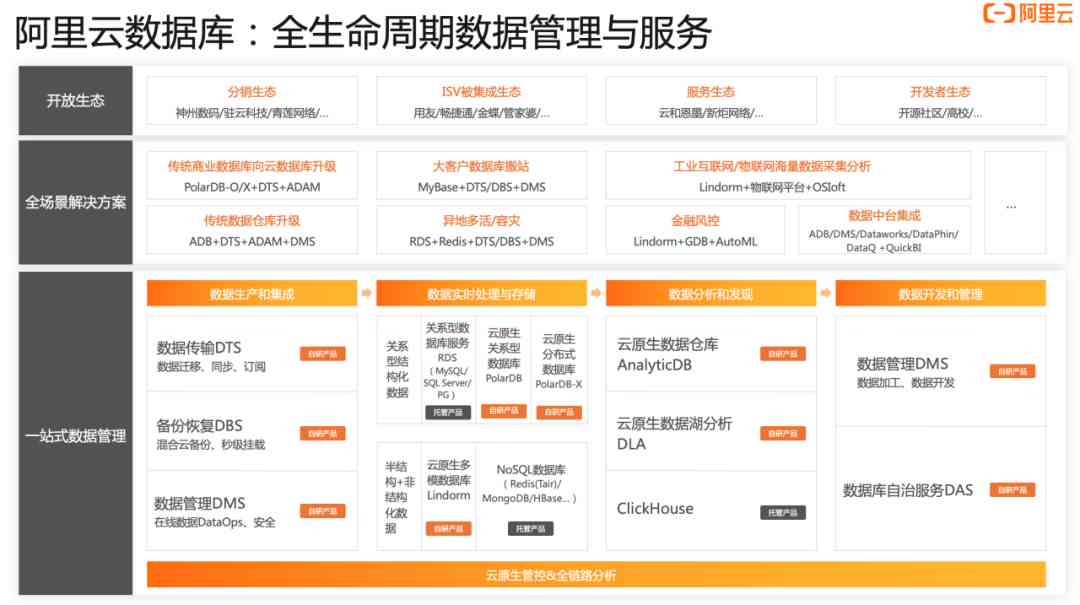 阿里云数据库：全生命周期数据管理与服务
阿里云
开放生态
分销生态
神州数码/驻云科技/青莲网络/...
ISV被集成生态
用友/畅捷通/金蝶/管家婆/...
服务生态
云和恩墨/新炬网络/...
开发者生态
开源社区/高校/...
全场景解决方案
传统商业数据库向云数据库升级
PolarDB-O/X+DTS+ADAM
大客户数据库搬站
MyBase+DTS/DBS+DMS
工业互联网/物联网海量数据采集分析
Lindorm+物联网平台+OSIoft
...
传统数据仓库升级
ADB+DTS+ADAM+DMS
异地多活/容灾
RDS+Redis+DTS/DBS+DMS
金融风控
Lindorm+GDB+AutoML
数据中台集成
ADB/DMS/Dataworks/DataPhin/
DataQ +QuickBI
一站式数据管理
数据生产和集成
数据传输DTS
数据迁移、同步、订阅
自研产品
备份恢复DBS
混合云备份、秒级挂载
自研产品
数据管理DMS
在线数据DataOps、安全
自研产品
数据实时处理与存储
关系
型结
构化
数据
关系型数
据库服务
RDS
（MySQL/
SQL Server/
PG）
托管产品
云原生
关系型
数据库
PolarDB
自研产品
云原生
分布式
数据库
PolarDB-X
自研产品
半结
构+非
结构
化数
据
云原生多
模数据库
Lindorm
自研产品
NoSQL数据库
（Redis(Tair)/
MongoDB/HBase...）
托管产品
数据分析和发现
云原生数据仓库
AnalyticDB
自研产品
云原生数据湖分析
DLA
自研产品
ClickHouse
托管产品
数据开发和管理
数据管理DMS
数据加工、数据开发
自研产品
数据库自治服务DAS
自研产品
云原生管控&全链路分析